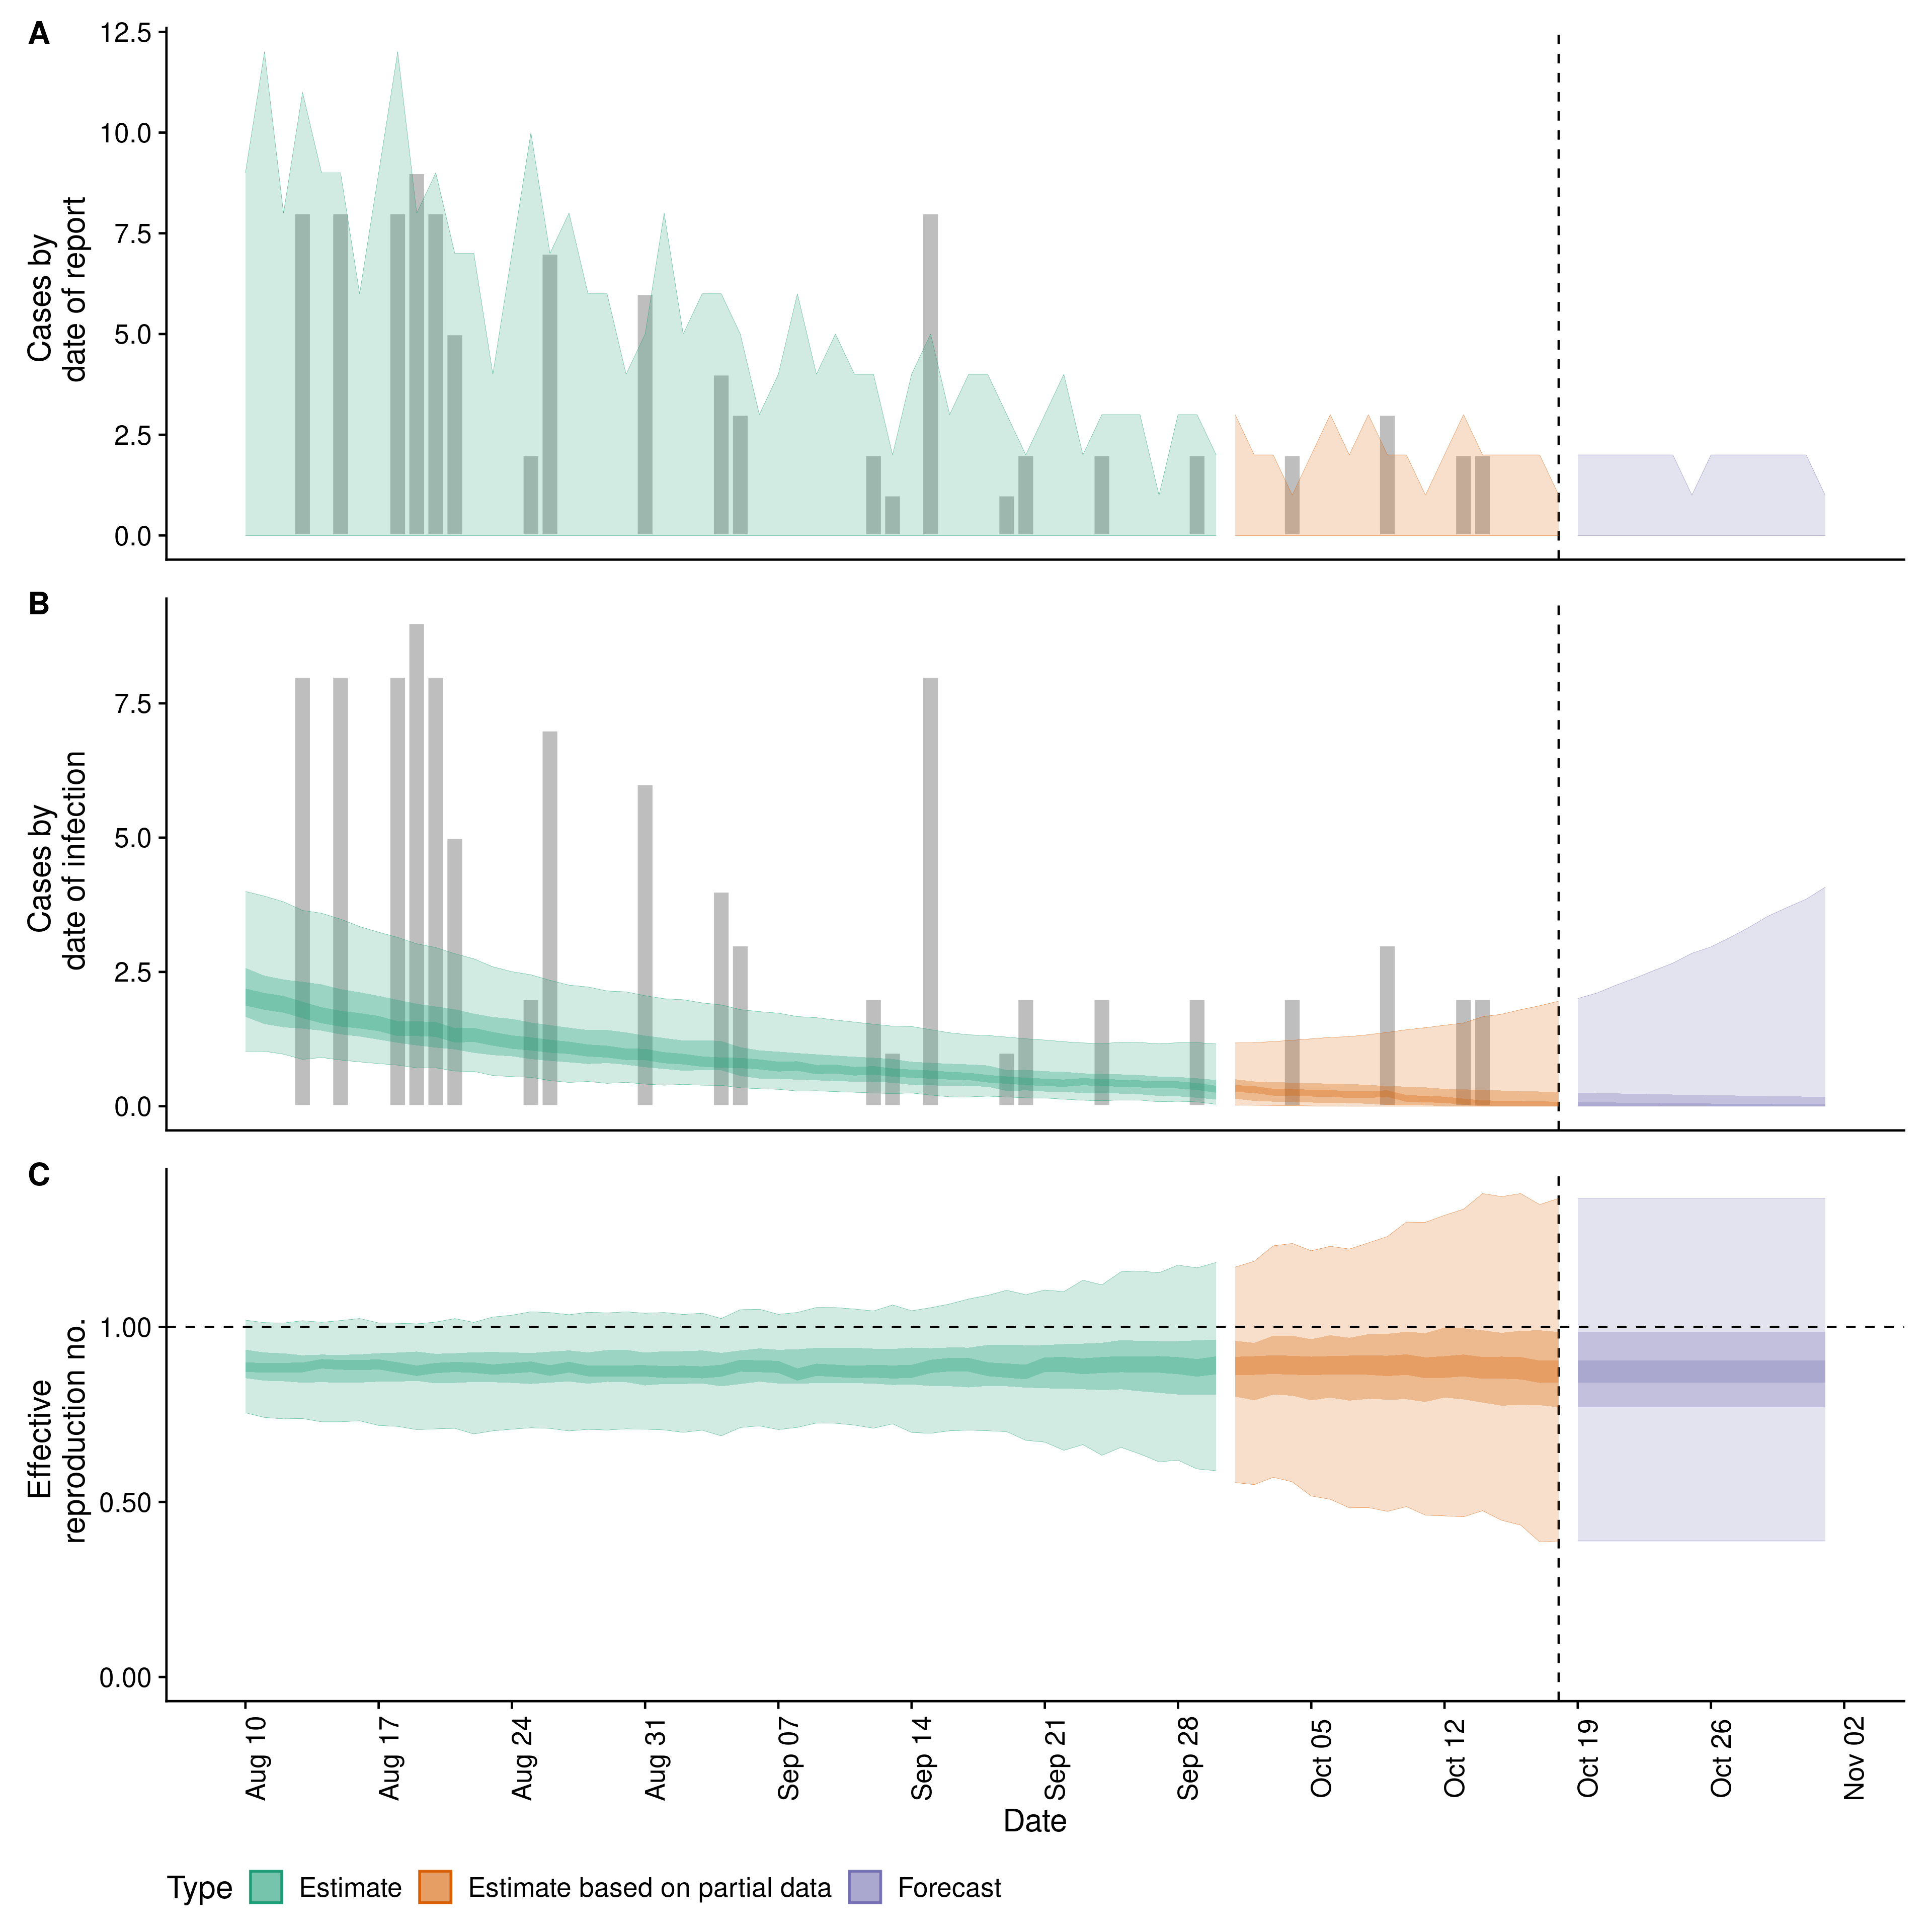 A
12.5
10.0
7.5
5.0
2.5
0.0
Cases by
date of report
B
7.5
5.0
2.5
0.0
Cases by
date of infection
C
1.00
0.50
0.00
Effective
reproduction no.
Aug 10
Aug 17
Aug 24
Aug 31
Sep 07
Sep 14
Sep 21
Sep 28
Oct 05
Oct 12
Oct 19
Oct 26
Nov 02
Date
Type
Estimate
Estimate based on partial data
Forecast